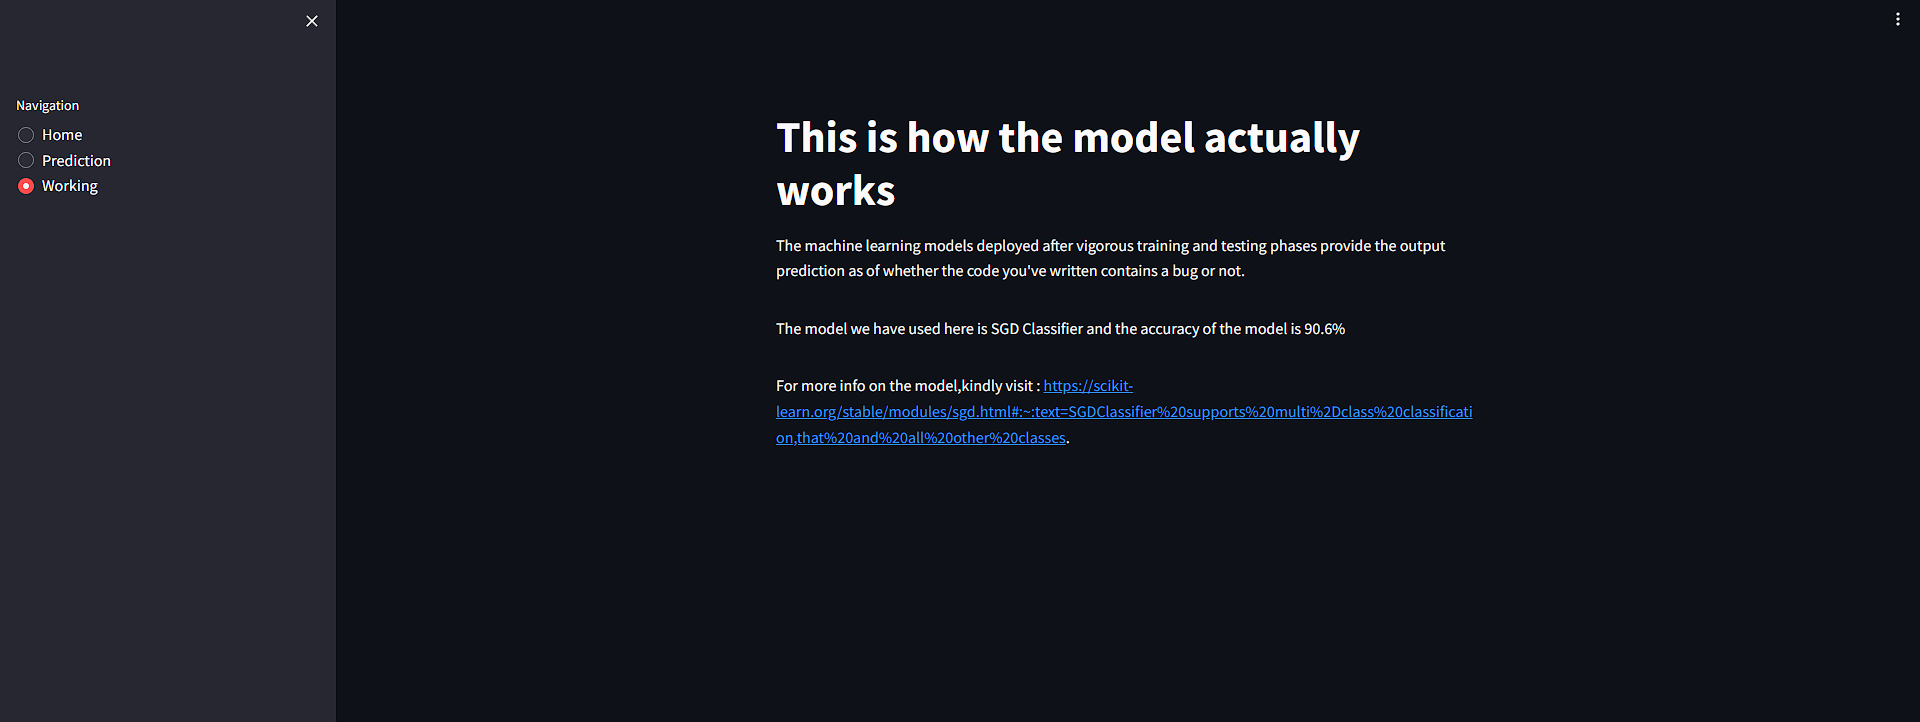 Navigation
Home
Prediction
Working
This is how the model actually
works
The machine learning models deployed after vigorous training and testing phases provide the output
prediction as of whether the code you've written contains a bug or not.
The model we have used here is SGD Classifier and the accuracy of the model is 90.6%
For more info on the model,kindly visit : https://scikit-
learn.org/stable/modules/sgd.html#:~:text=SGDClassifier%20supports%20multi%2Dclass%20classificati
on,that%20and%20all%20other%20classes.